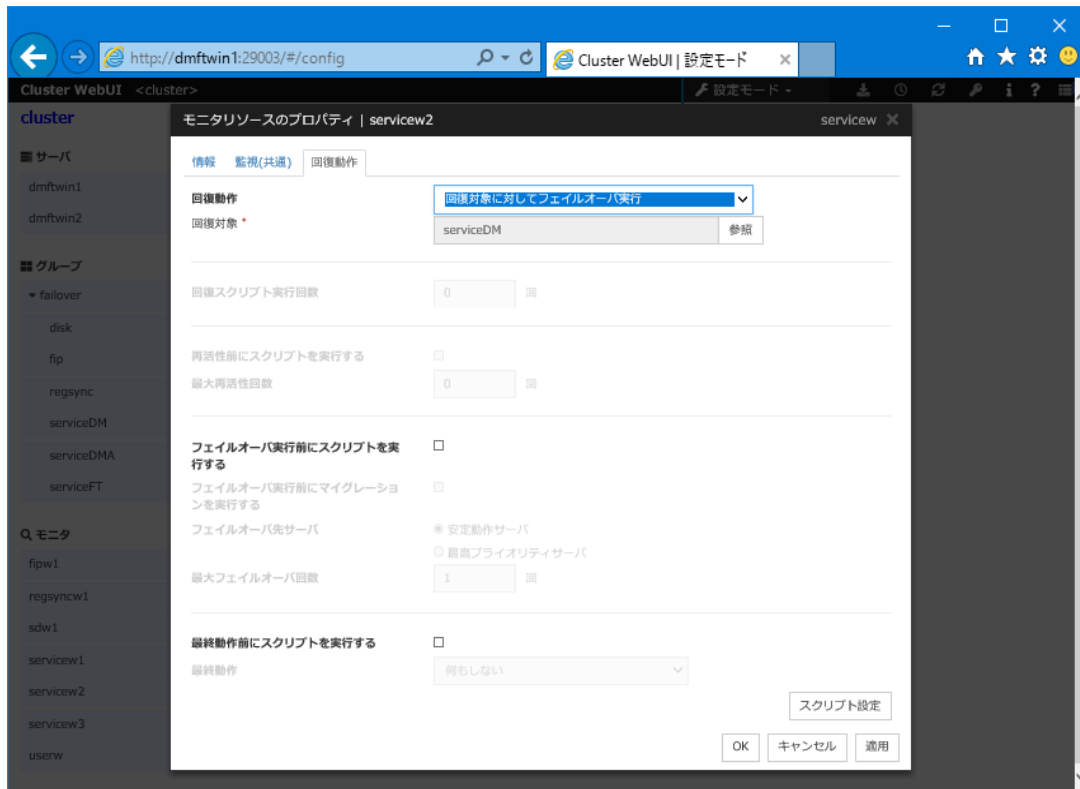 http://dmftwin1:29003/#/config
Cluster WebUI | 設定モード
Cluster WebUI <cluster>
設定モード
cluster
モニタリソースのプロパティ | servicew2
servicew
サーバ
dmftwin1
dmftwin2
グループ
failover
disk
fip
regsync
serviceDM
serviceDMA
serviceFT
モニタ
fipw1
regsyncw1
sdw1
servicew1
servicew2
servicew3
userw
情報 監視(共通) 回復動作
回復動作 回復対象に対してフェイルオーバ実行
回復対象 * serviceDM 参照
回復スクリプト実行回数 0 回
再活性前にスクリプトを実行する
最大再活性回数 0 回
フェイルオーバ実行前にスクリプトを実
行する
フェイルオーバ実行前にマイグレーショ
ンを実行する
フェイルオーバ先サーバ 安定動作サーバ
最高プライオリティサーバ
最大フェイルオーバ回数 1 回
最終動作前にスクリプトを実行する
最終動作 何もしない
スクリプト設定
OK キャンセル 適用